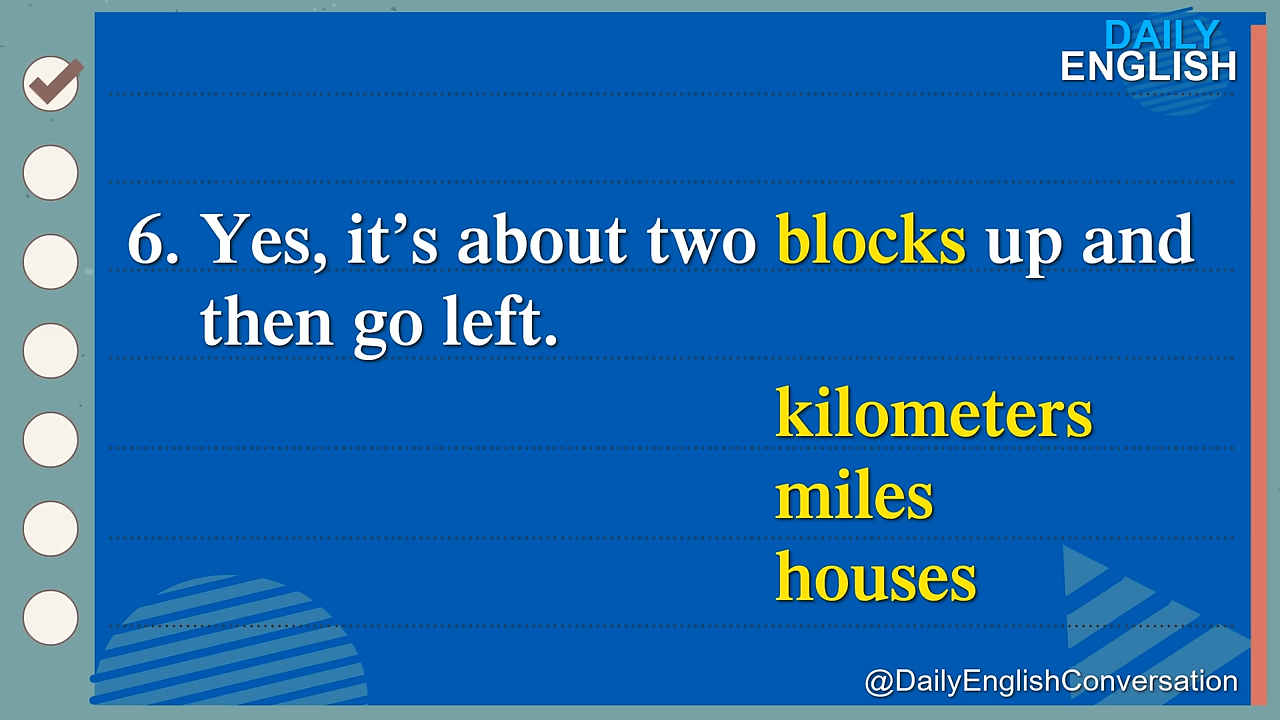 DAILY
ENGLISH
6. Yes, it’s about two blocks up and
then go left.
kilometers
miles
houses
@DailyEnglishConversation